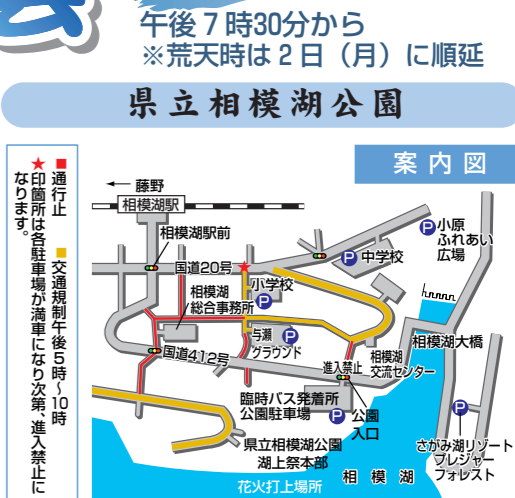 会
午後7時30分から
※荒天時は2日（月）に順延
県立相模湖公園
案内図
■通行止 ■交通規制午後5時～10時
★印箇所は各駐車場が満車になり次第、進入禁止に
なります。
← 藤野
相模湖駅
相模湖駅前
国道20号
小学校
P
P 中学校
P 小原
ふれあい
広場
相模湖
総合事務所
与瀬
グラウンド
P
国道412号
進入禁止
相模湖
交流センター
相模湖大橋
臨時バス発着所
公園駐車場
P
公園
入口
県立相模湖公園
湖上祭本部
P
さがみ湖リゾート
プレジャー
フォレスト
相模湖
花火打上場所